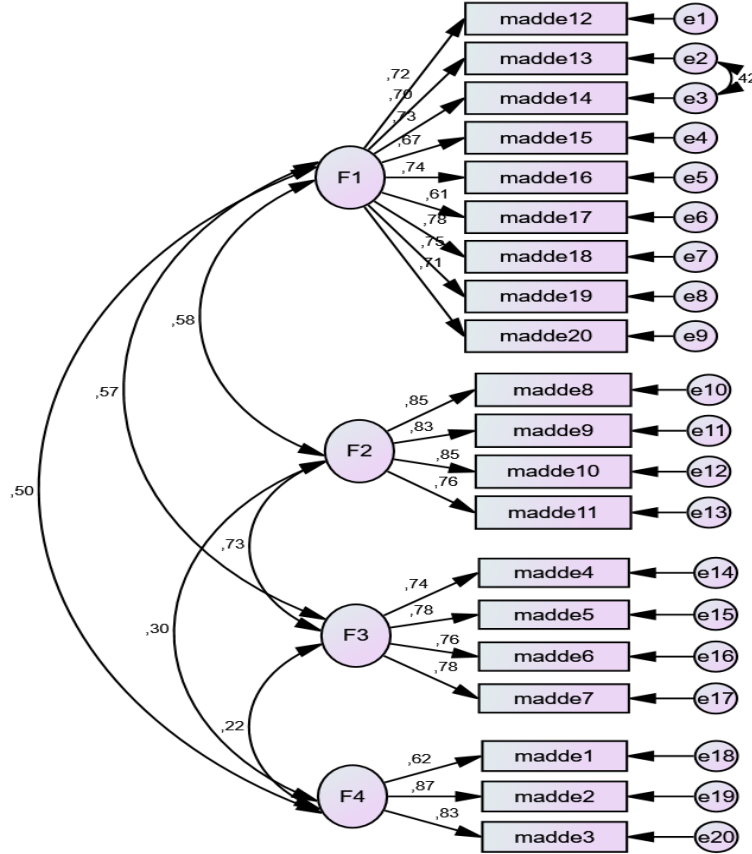 madde12 e1
madde13 e2
,42
madde14 e3
madde15 e4
madde16 e5
madde17 e6
madde18 e7
madde19 e8
madde20 e9
F1
,72
,70
,73
,67
,74
,61
,78
,75
,71
,58
,57
,50
F2
,85
,83
,85
,76
madde8 e10
madde9 e11
madde10 e12
madde11 e13
,73
,30
F3
,74
,78
,76
,78
madde4 e14
madde5 e15
madde6 e16
madde7 e17
,22
F4
,62
,87
,83
madde1 e18
madde2 e19
madde3 e20